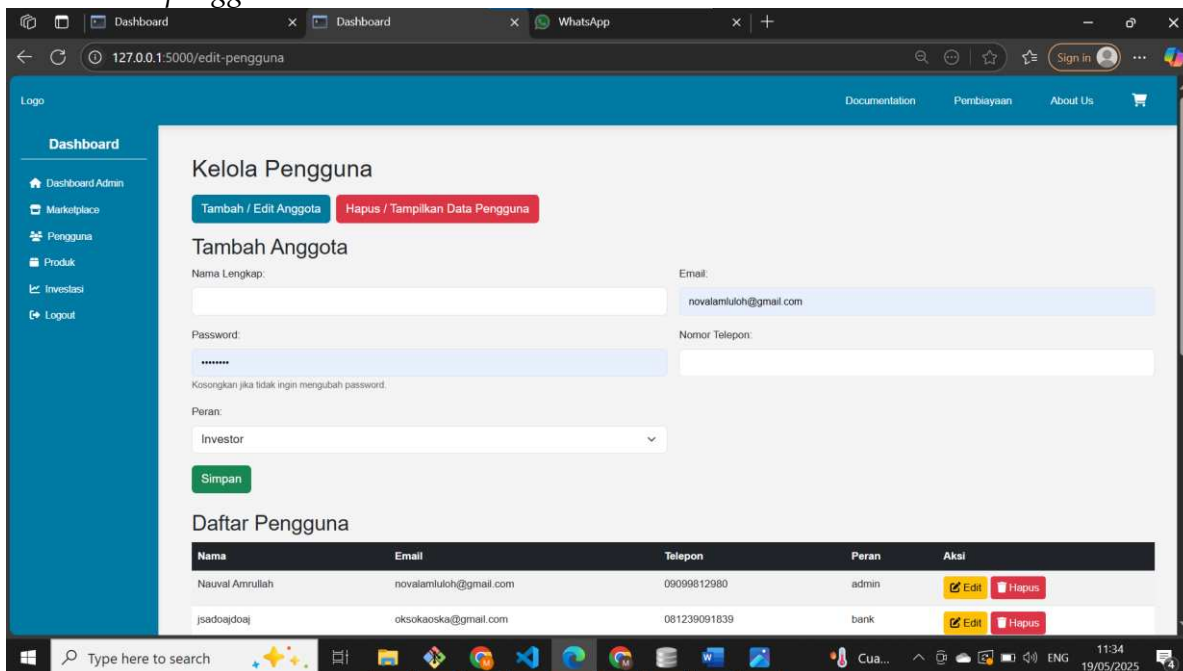 Dashboard
Dashboard
WhatsApp
127.0.0.1:5000/edit-pengguna
Sign in
Logo
Documentation
Pembiayaan
About Us
Dashboard
Dashboard Admin
Marketplace
Pengguna
Produk
Investasi
Logout
Kelola Pengguna
Tambah / Edit Anggota
Hapus / Tampilkan Data Pengguna
Tambah Anggota
Nama Lengkap:
Email:
novalamluloh@gmail.com
Password:
Nomor Telepon:
••••••••
Kosongkan jika tidak ingin mengubah password.
Peran:
Investor
Simpan
Daftar Pengguna
Nama Email Telepon Peran Aksi
Nauval Amrullah novalamluloh@gmail.com 09099812980 admin Edit Hapus
jsadoajdoaj oksokaoska@gmail.com 081239091839 bank Edit Hapus
Type here to search
Cua...
ENG
11:34
19/05/2025
4